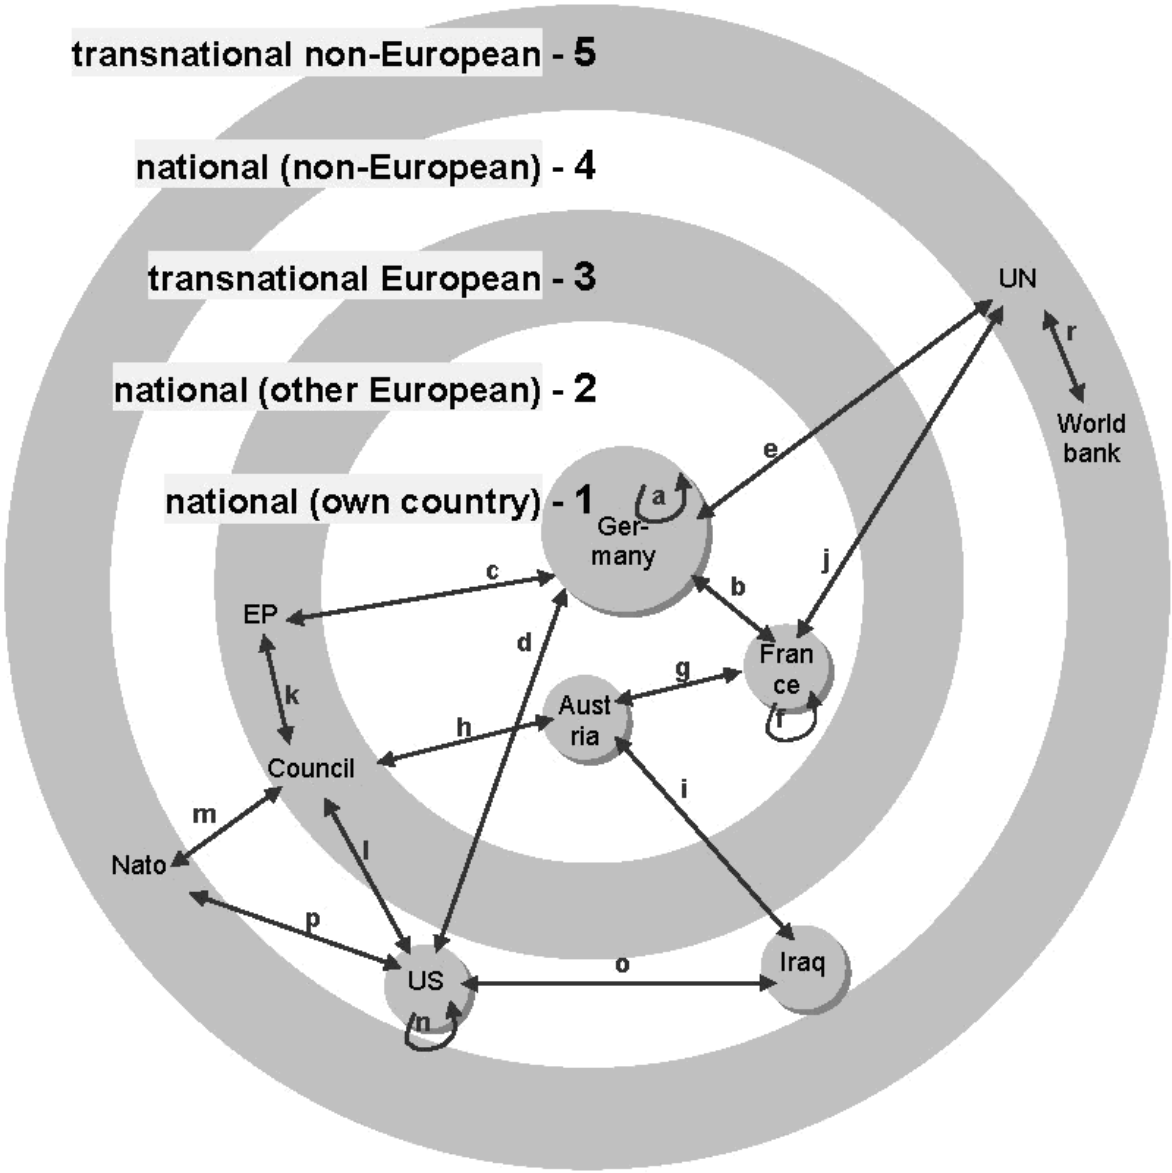 transnational non-European - 5
national (non-European) - 4
transnational European - 3
UN
r
national (other European) - 2
World
bank
e
national (own country) - 1
a
Ger-
many
j
c
b
EP
d
Fran
ce
g
f
k
Aust
ria
h
Council
i
m
l
Nato
p
US
o
Iraq
n